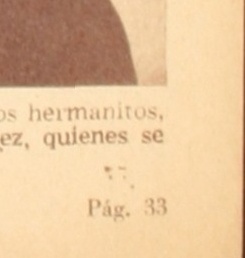 os hermanitos,
ez, quienes se
Pág. 33